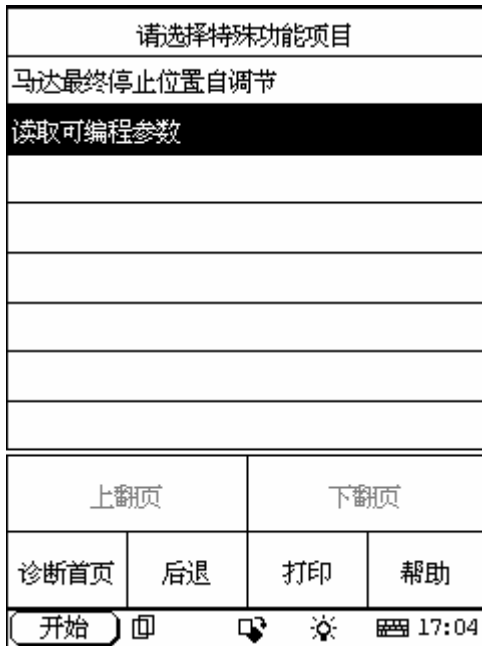 请选择特殊功能项目
马达最终停止位置自调节
读取可编程参数
上翻页 下翻页
诊断首页 后退 打印 帮助
开始 17:04